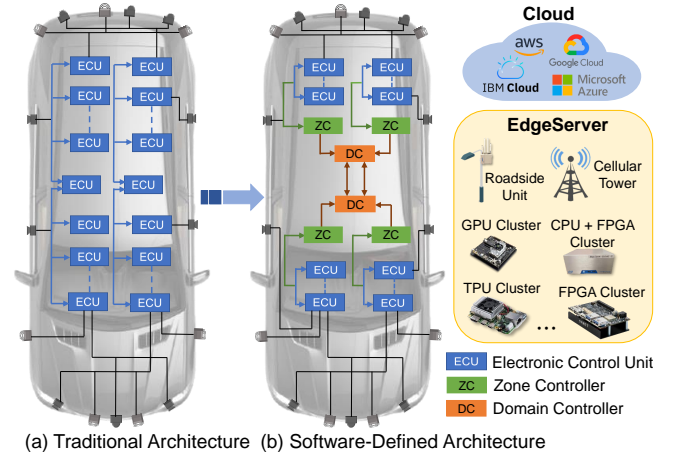 ECU ECU
ECU ECU
ECU ECU
ECU ECU
ECU ECU
ECU ECU
ECU ECU
(a) Traditional Architecture
ECU ECU
ECU ECU
ZC ZC
DC
DC
ZC ZC
ECU ECU
ECU ECU
(b) Software-Defined Architecture
Cloud
aws
Google Cloud
IBM Cloud
Microsoft
Azure
EdgeServer
Roadside
Unit
Cellular
Tower
GPU Cluster
CPU + FPGA
Cluster
TPU Cluster
FPGA Cluster
...
ECU Electronic Control Unit
ZC Zone Controller
DC Domain Controller